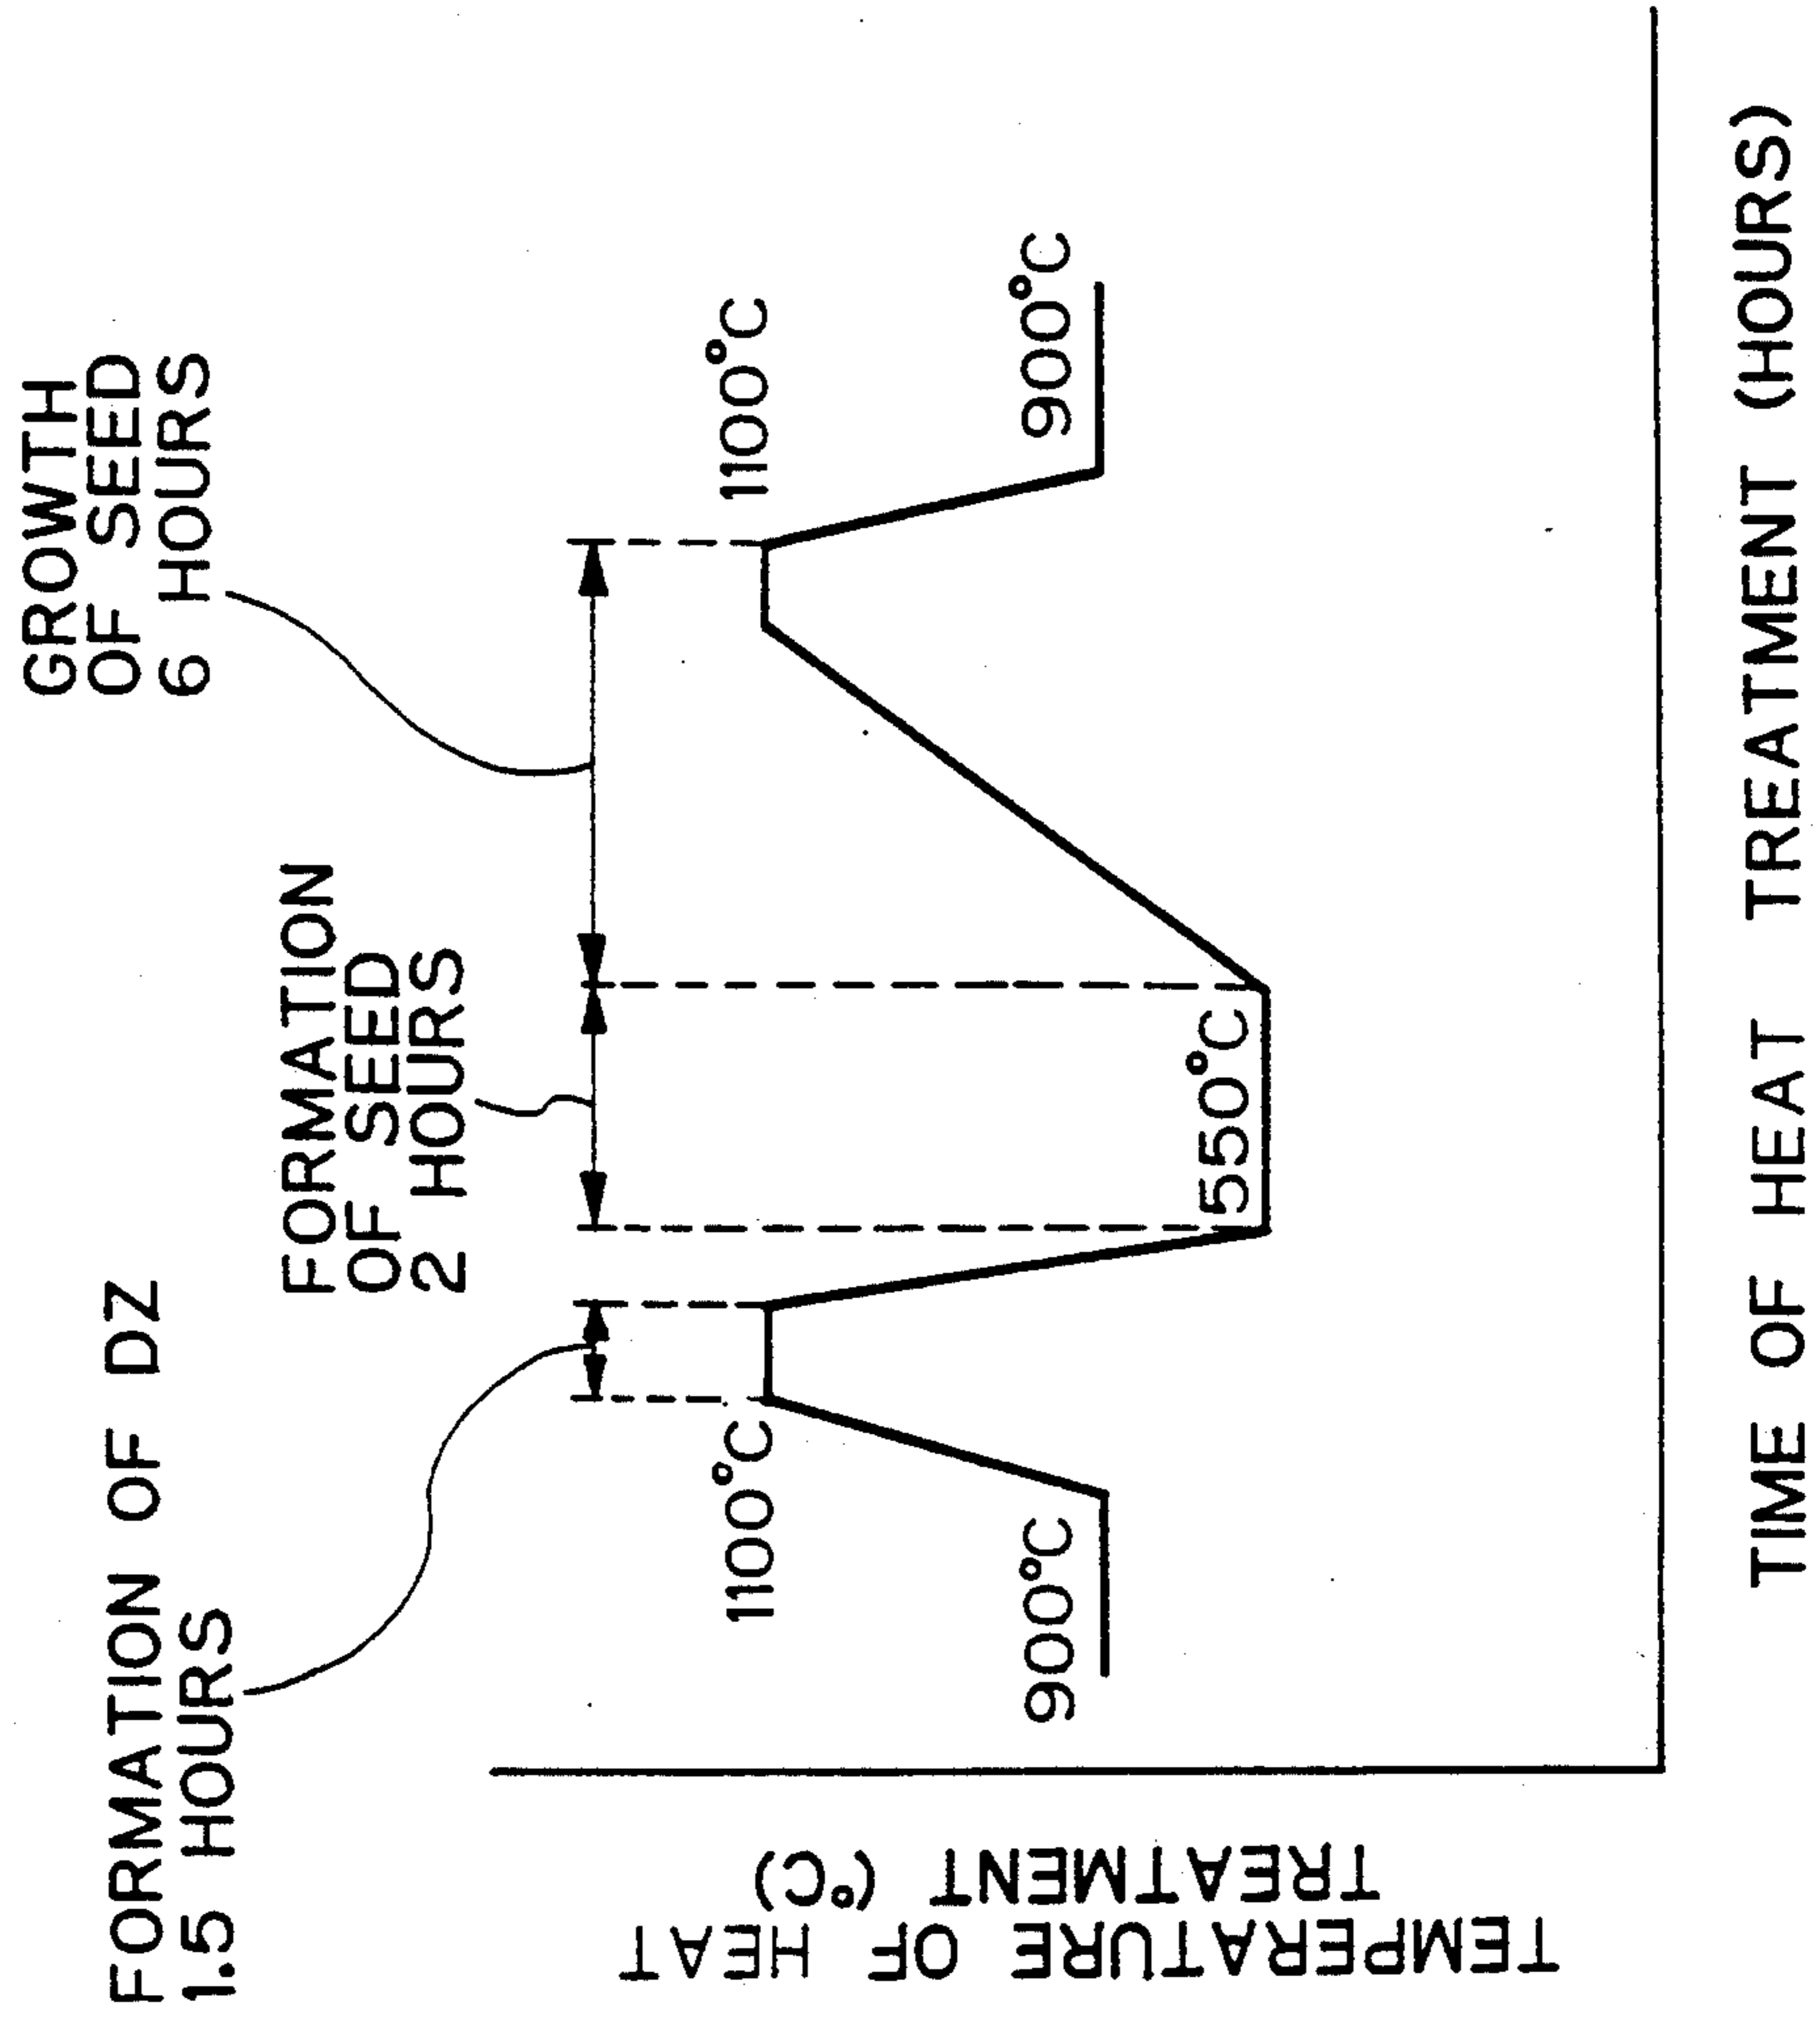 FORMATION OF DZ
1.5 HOURS
FORMATION
OF SEED
2 HOURS
GROWTH
OF SEED
6 HOURS
1100°C
1100°C
900°C
900°C
550°C
TEMPERATURE OF HEAT
TREATMENT (°C)
TIME OF HEAT TREATMENT (HOURS)